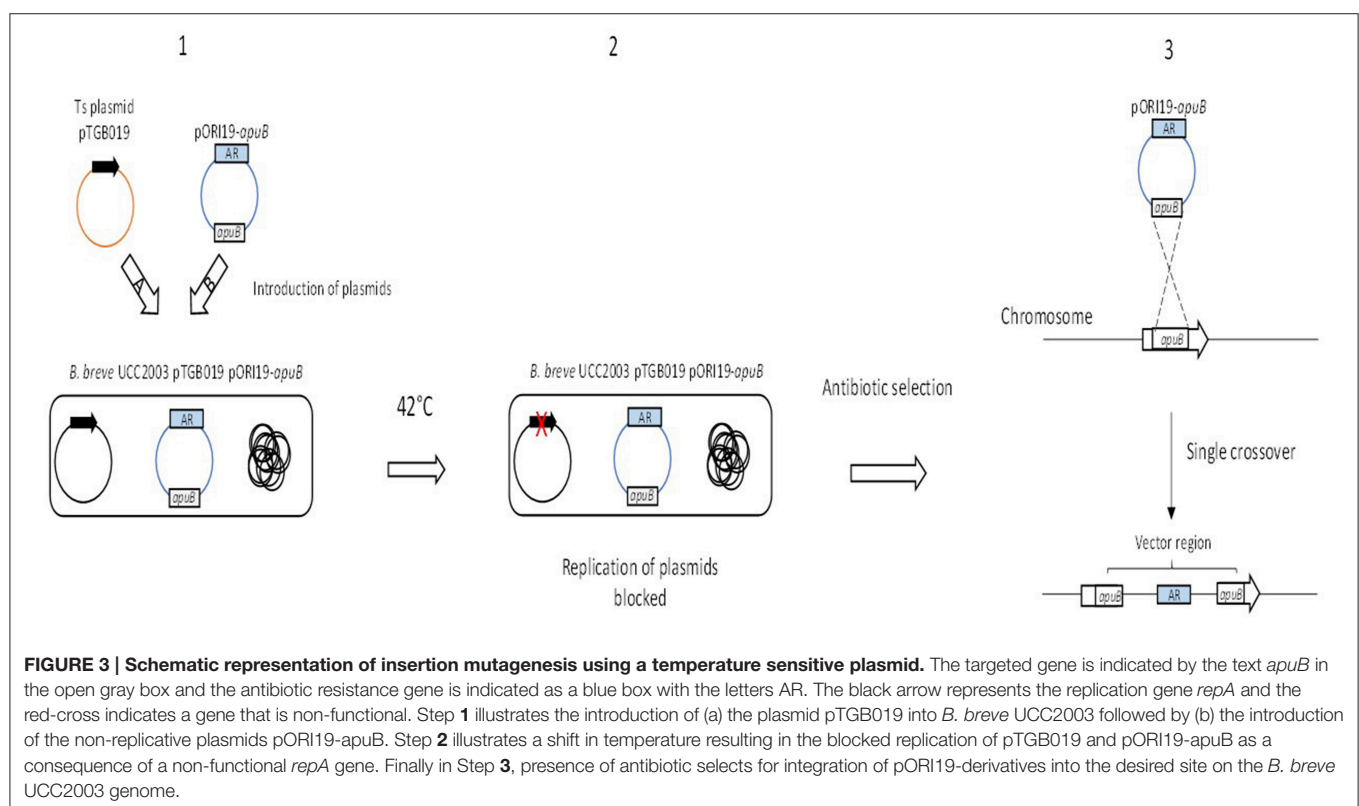 1
2
3
Ts plasmid
pTGB019
pORI19-apuB
AR
apuB
A
B
Introduction of plasmids
B. breve UCC2003 pTGB019 pORI19-apuB
AR
apuB
42°C
B. breve UCC2003 pTGB019 pORI19-apuB
AR
apuB
Replication of plasmids
blocked
Antibiotic selection
pORI19-apuB
AR
apuB
Chromosome
apuB
Single crossover
Vector region
apuB
AR
apuB
FIGURE 3 | Schematic representation of insertion mutagenesis using a temperature sensitive plasmid. The targeted gene is indicated by the text apuB in
the open gray box and the antibiotic resistance gene is indicated as a blue box with the letters AR. The black arrow represents the replication gene repA and the
red-cross indicates a gene that is non-functional. Step 1 illustrates the introduction of (a) the plasmid pTGB019 into B. breve UCC2003 followed by (b) the introduction
of the non-replicative plasmids pORI19-apuB. Step 2 illustrates a shift in temperature resulting in the blocked replication of pTGB019 and pORI19-apuB as a
consequence of a non-functional repA gene. Finally in Step 3, presence of antibiotic selects for integration of pORI19-derivatives into the desired site on the B. breve
UCC2003 genome.